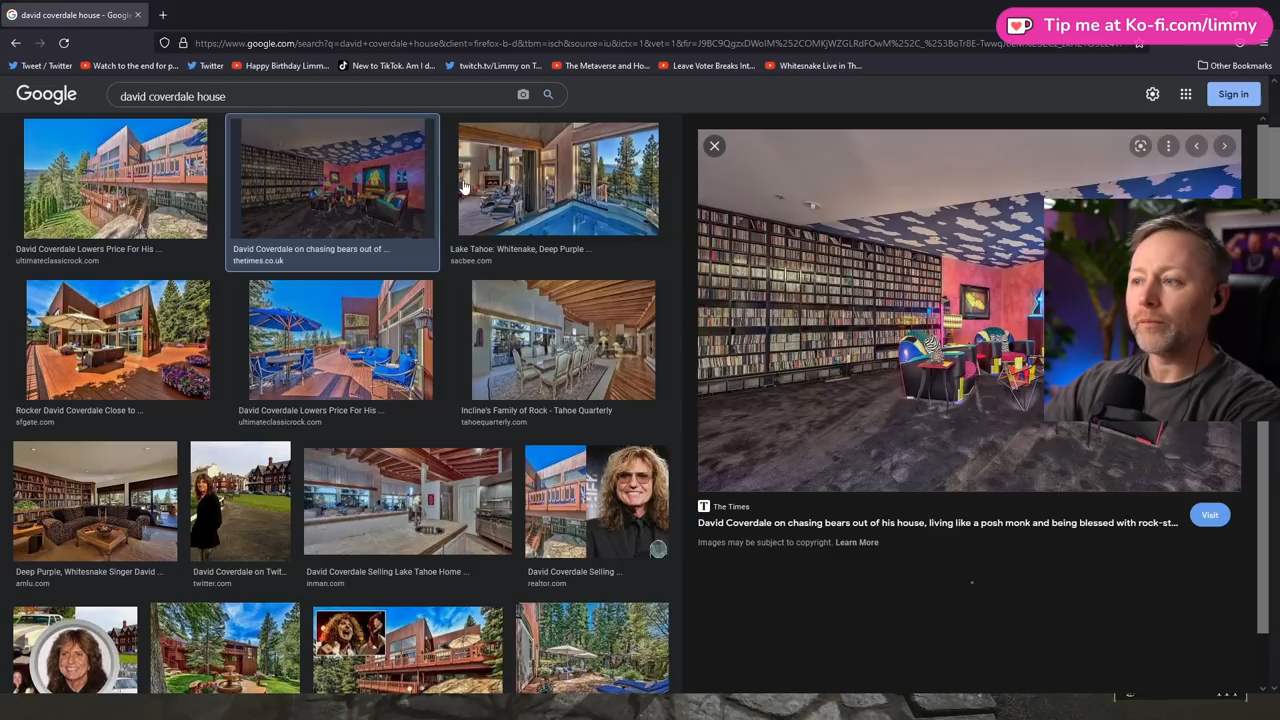 david coverdale house - Google
Tip me at Ko-fi.com/limmy
Tweet / Twitter
Watch to the end for p...
Twitter
Happy Birthday Limm...
New to TikTok. Am I d...
twitch.tv/Limmy on T...
The Metaverse and Ho...
Leave Voter Breaks Int...
Whitesnake Live in Th...
Other Bookmarks
Google
david coverdale house
Sign in
David Coverdale Lowers Price For His ...
ultimateclassicrock.com
David Coverdale on chasing bears out of ...
thetimes.co.uk
Lake Tahoe: Whitenake, Deep Purple ...
sacbee.com
Rocker David Coverdale Close to ...
sfgate.com
David Coverdale Lowers Price For His ...
ultimateclassicrock.com
Incline's Family of Rock - Tahoe Quarterly
tahoequarterly.com
Deep Purple, Whitesnake Singer David ...
amlu.com
David Coverdale on Twit...
twitter.com
David Coverdale Selling Lake Tahoe Home ...
inman.com
David Coverdale Selling ...
realtor.com
T The Times
David Coverdale on chasing bears out of his house, living like a posh monk and being blessed with rock-st...
Visit
Images may be subject to copyright. Learn More